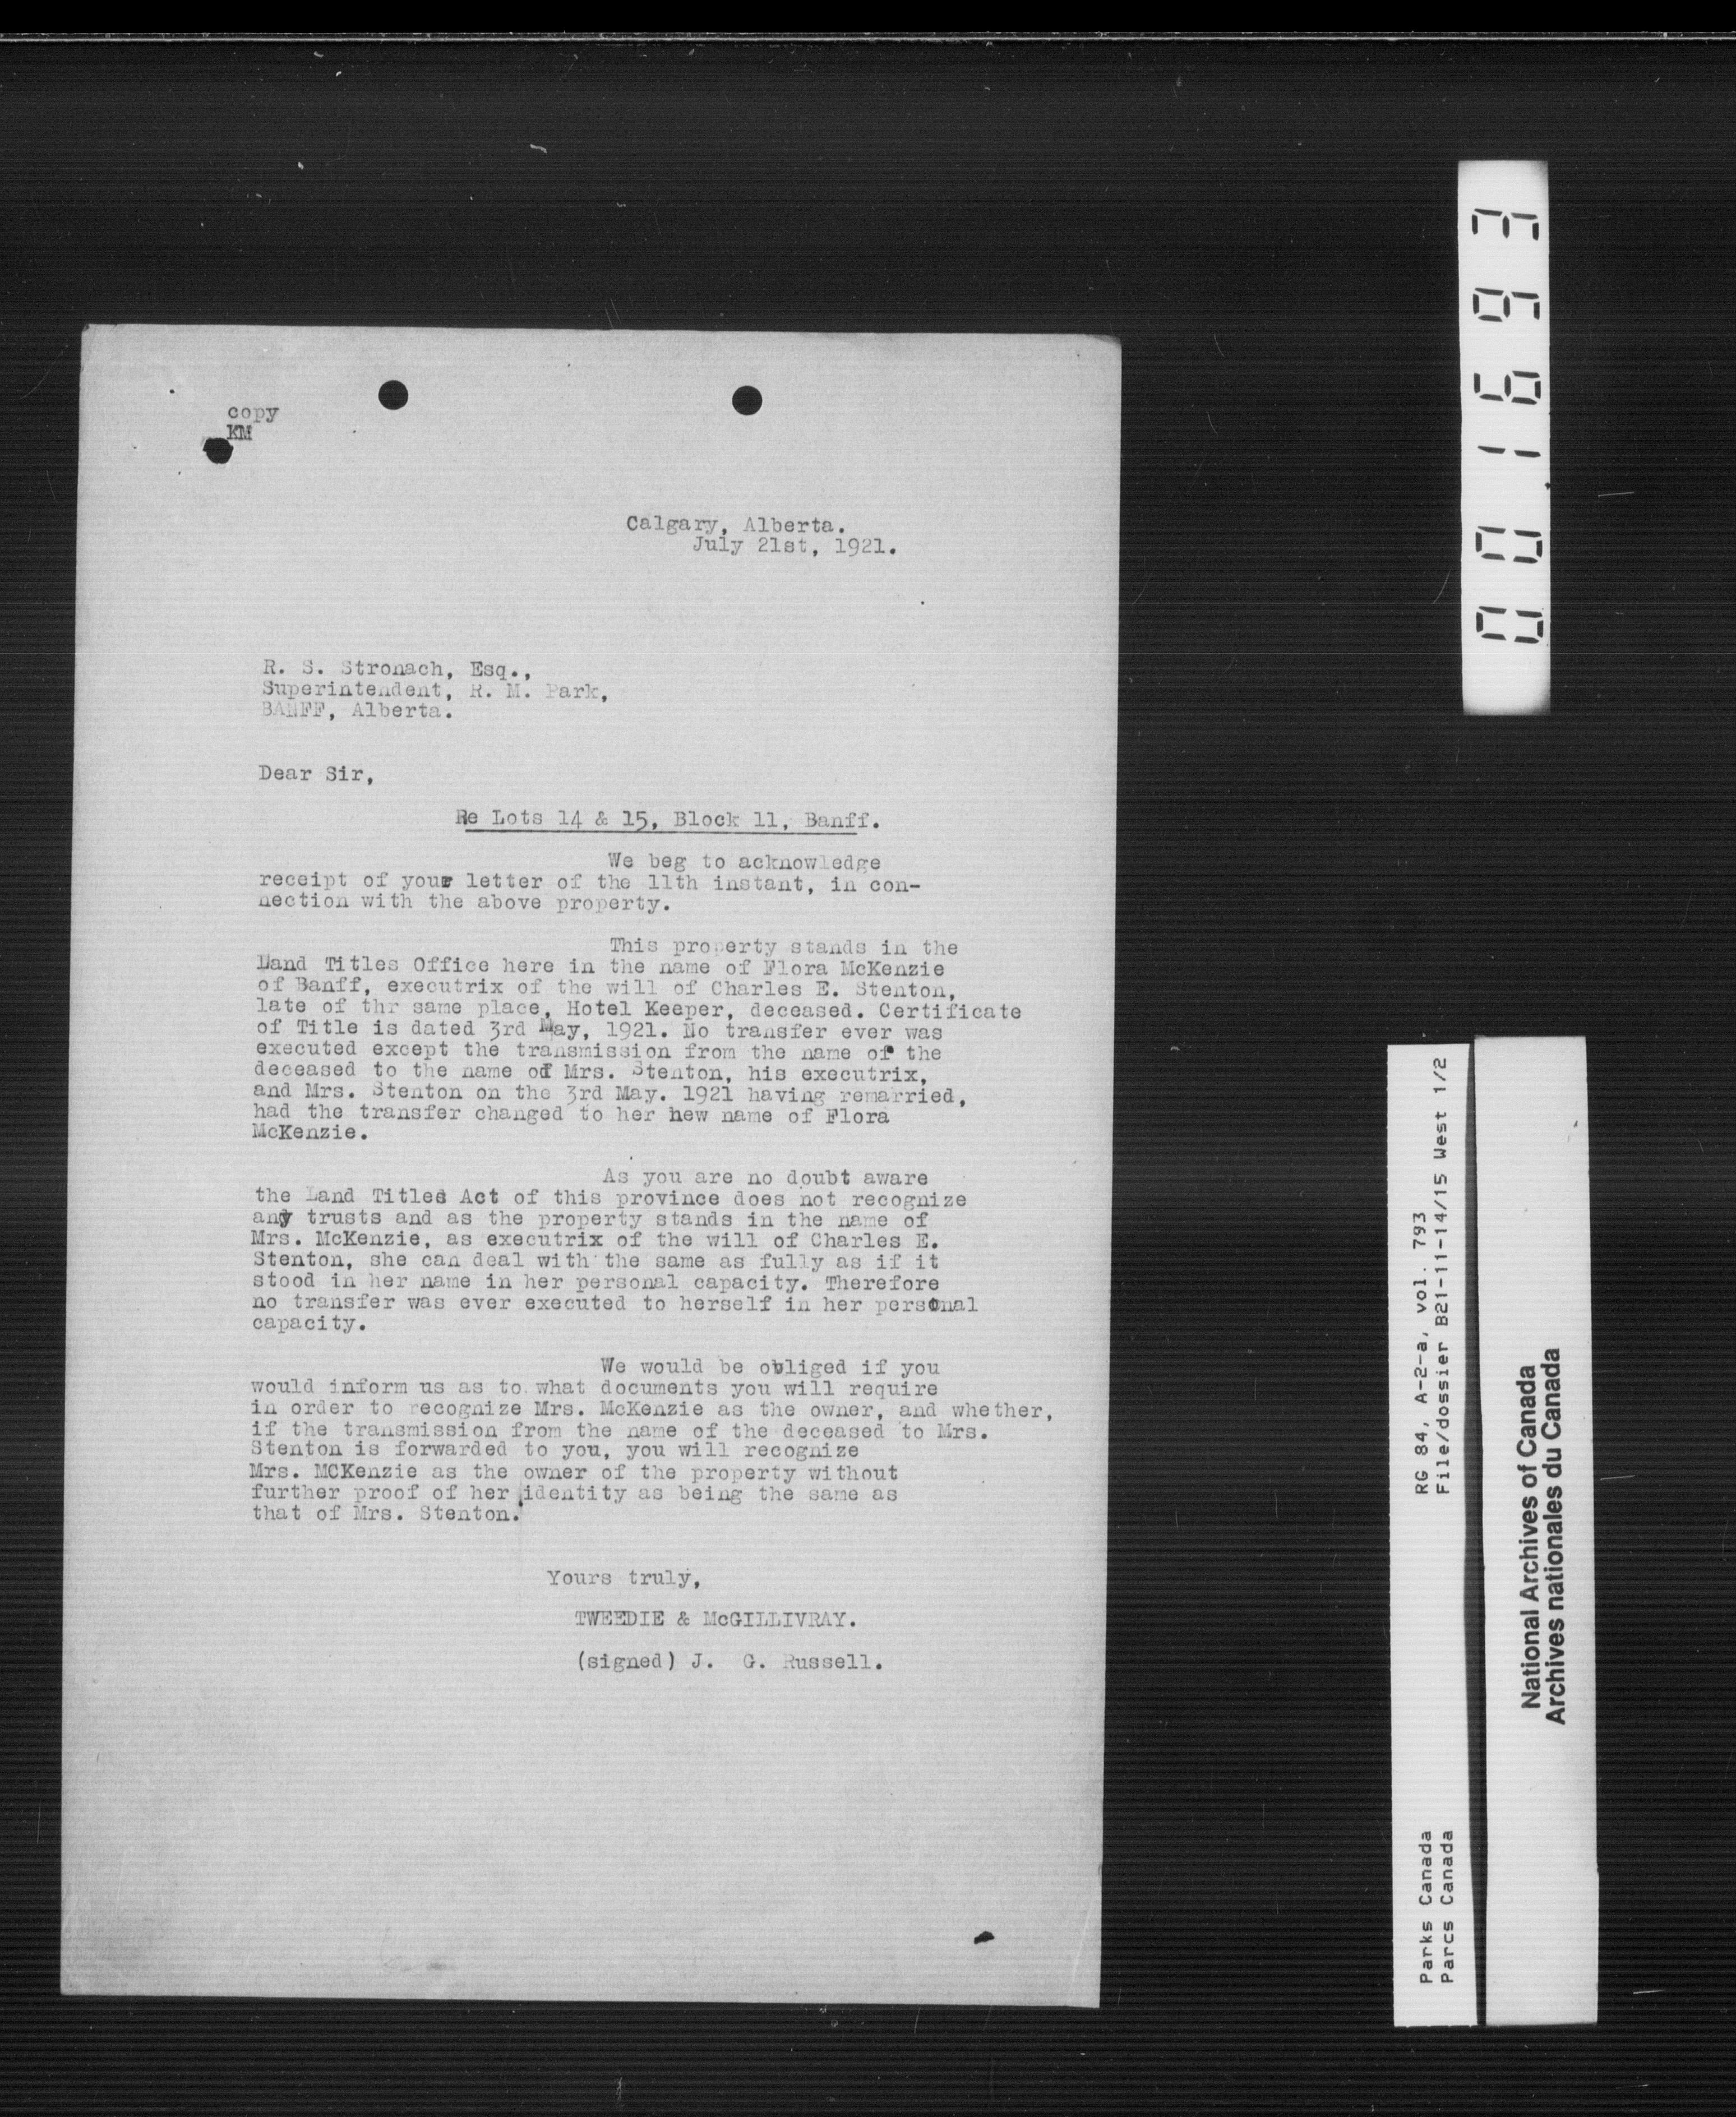 copy
KM
Calgary, Alberta.
July 21st, 1921.
R. S. Stronach, Esq.,
Superintendent, R. M. Park,
BANFF, Alberta.
Dear Sir,
Re Lots 14 & 15, Block 11, Banff.
We beg to acknowledge
receipt of your letter of the 11th instant, in con-
nection with the above property.
This property stands in the
Land Titles Office here in the name of Flora McKenzie
of Banff, executrix of the will of Charles E. Stenton,
late of thr same place, Hotel Keeper, deceased. Certificate
of Title is dated 3rd May, 1921. No transfer ever was
executed except the transmission from the name of the
deceased to the name of Mrs. Stenton, his executrix,
and Mrs. Stenton on the 3rd May. 1921 having remarried,
had the transfer changed to her new name of Flora
McKenzie.
As you are no doubt aware
the Land Titles Act of this province does not recognize
any trusts and as the property stands in the name of
Mrs. McKenzie, as executrix of the will of Charles E.
Stenton, she can deal with the same as fully as if it
stood in her name in her personal capacity. Therefore
no transfer was ever executed to herself in her personal
capacity.
We would be obliged if you
would inform us as to what documents you will require
in order to recognize Mrs. McKenzie as the owner, and whether,
if the transmission from the name of the deceased to Mrs.
Stenton is forwarded to you, you will recognize
Mrs. MCKenzie as the owner of the property without
further proof of her identity as being the same as
that of Mrs. Stenton.
Yours truly,
TWEEDIE & McGILLIVRAY.
(signed) J. G. Russell.
001693
Parks Canada RG 84, A-2-a, vol. 793
Parcs Canada File/dossier B21-11-14/15 West 1/2
National Archives of Canada
Archives nationales du Canada